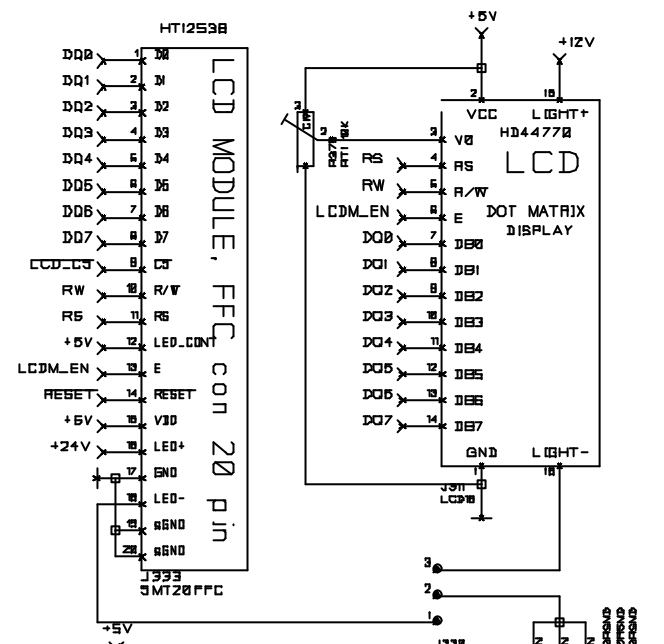 HT12538
DQ0 1 D0
DQ1 2 D1
DQ2 3 D2
DQ3 4 D3
DQ4 5 D4
DQ5 6 D5
DQ6 7 D6
DQ7 8 D7
LCD_CS 9 CS
RW 10 R/W
RS 11 RS
+5V 12 LED_CONT
LCDM_EN 13 E
RESET 14 RESET
+5V 15 VDD
+24V 16 LED+
17 GND
18 LED-
19 aGND
20 aGND
LCD MODULE, FFC con 20 pin
J333
SMT20FFC
+5V
+5V
+12V
2 15
VCC LIGHT+
HD44770
LCD
DOT MATRIX
DISPLAY
3 V0
RS 4 RS
RW 5 R/W
LCDM_EN 6 E
DQ0 7 DB0
DQ1 8 DB1
DQ2 9 DB2
DQ3 10 DB3
DQ4 11 DB4
DQ5 12 DB5
DQ6 13 DB6
DQ7 14 DB7
GND LIGHT-
1 16
J311
LCD16
3
2
1